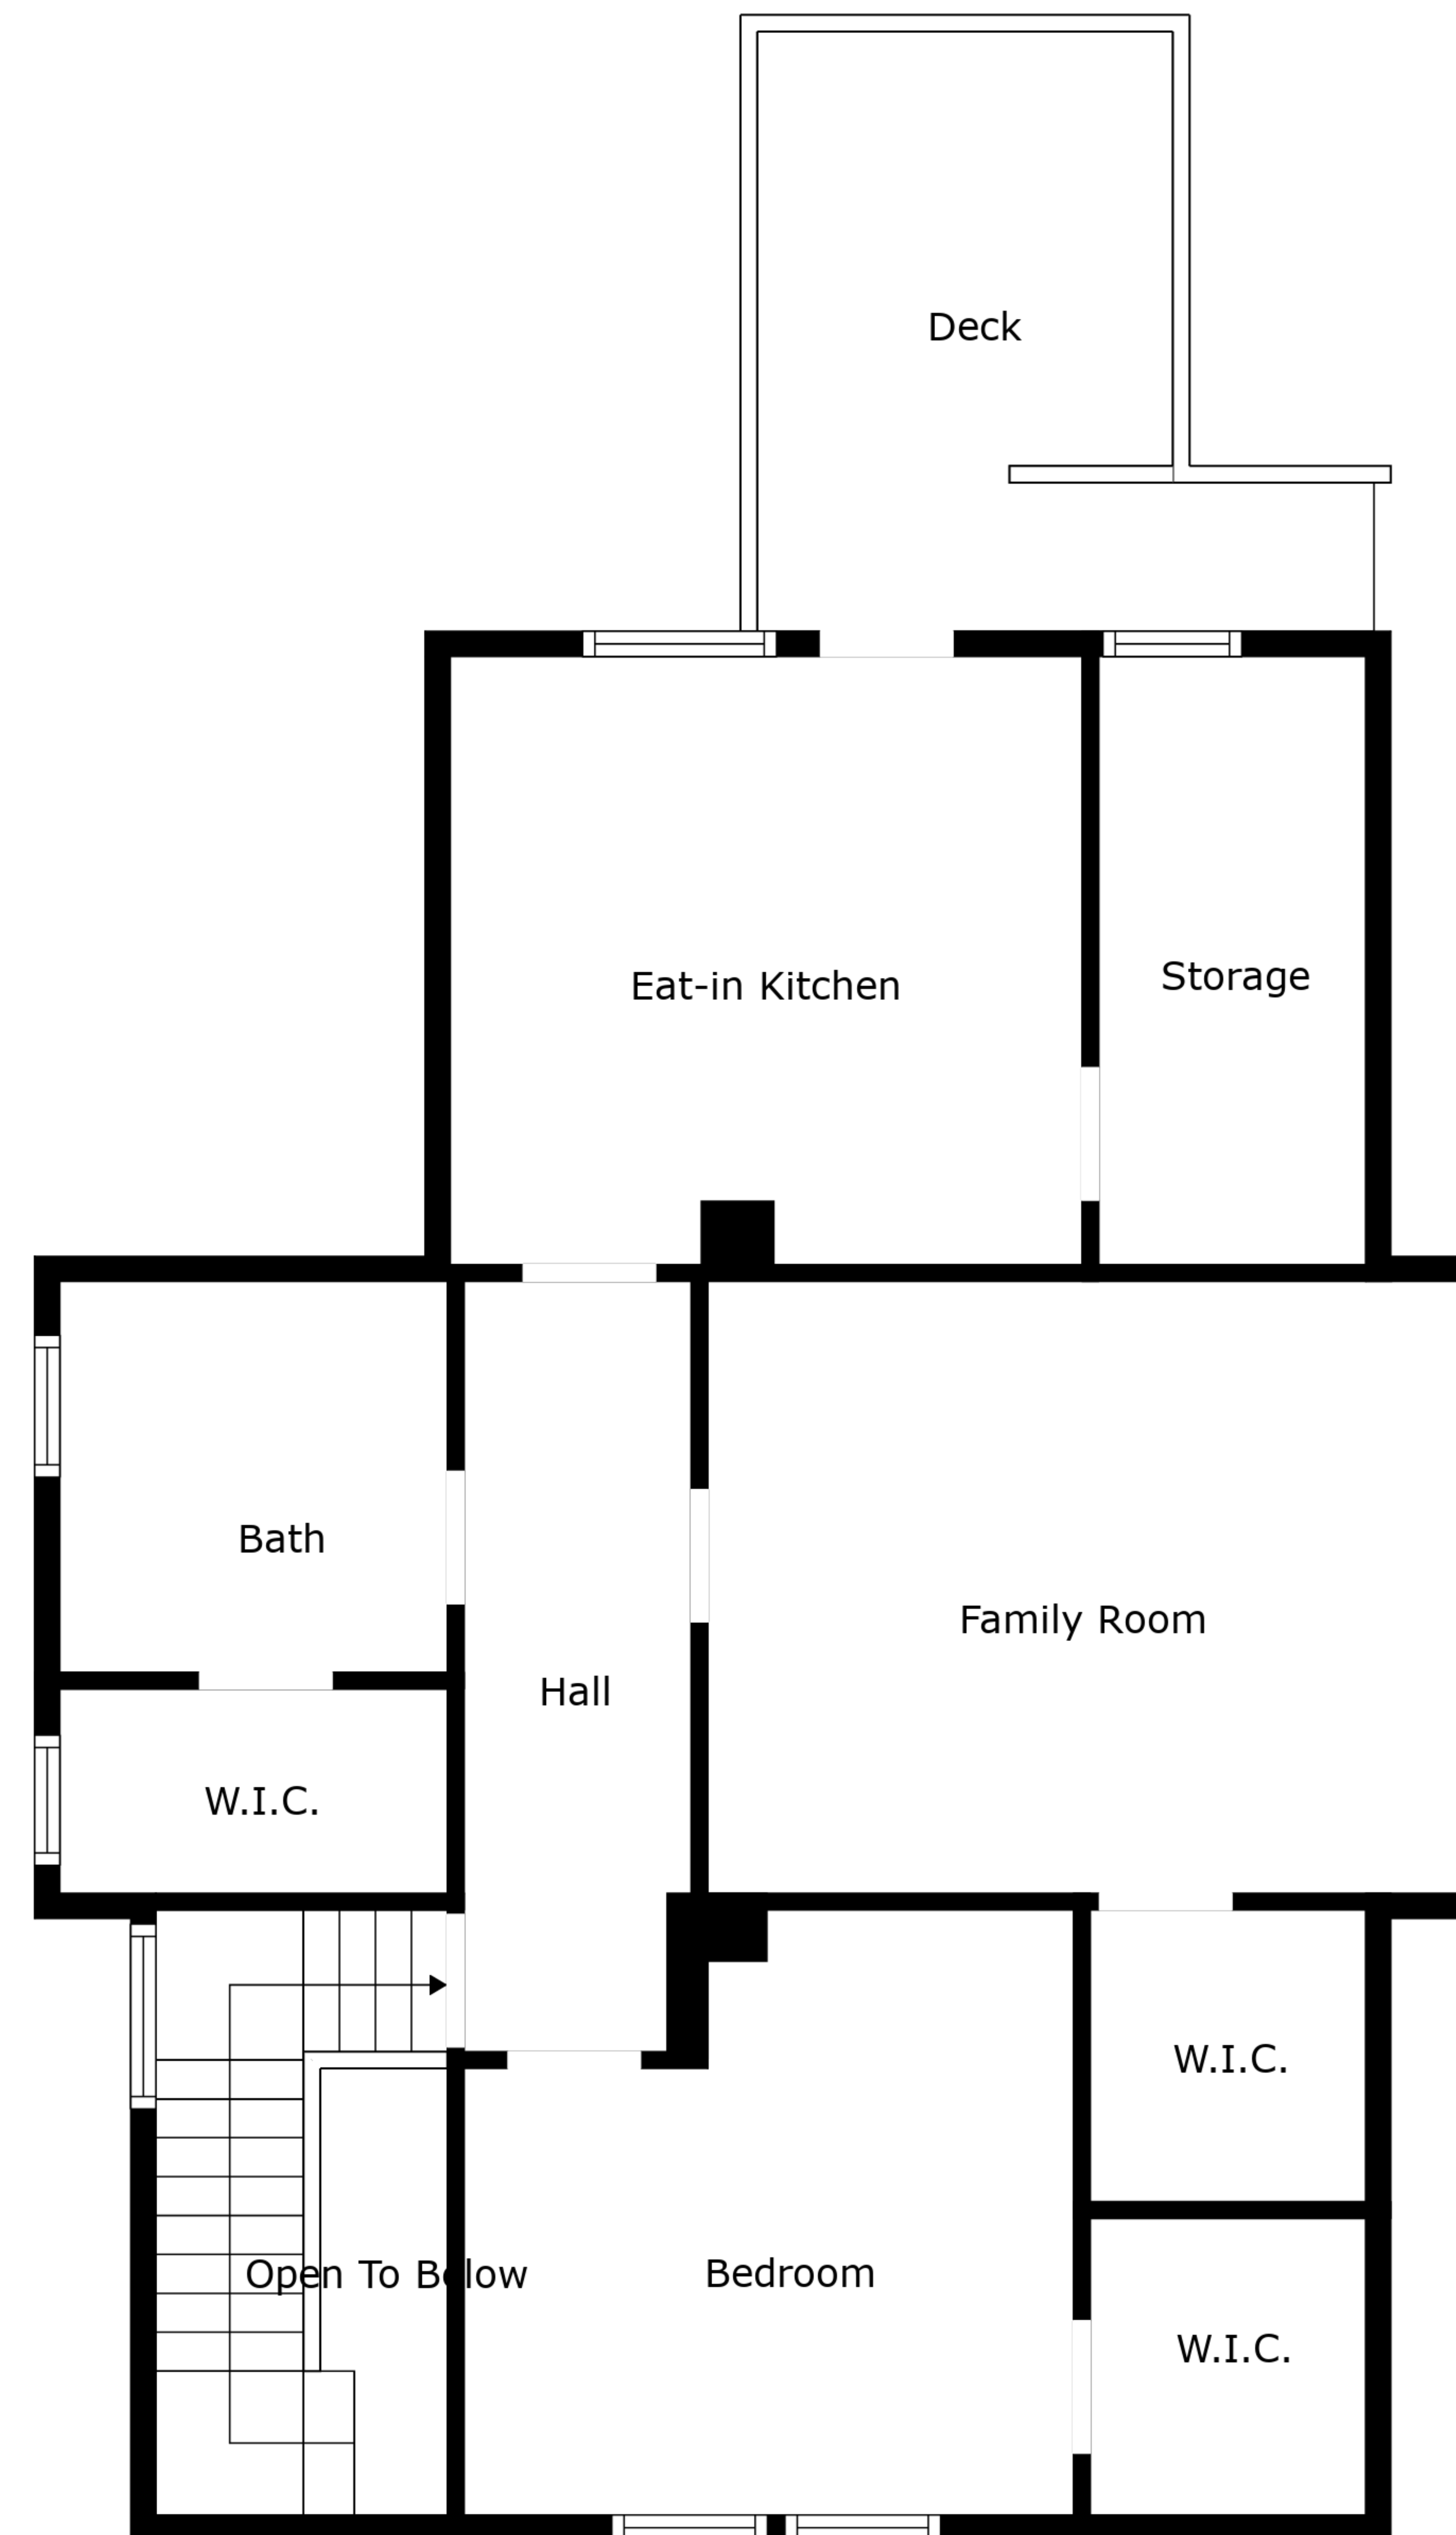 Deck
Eat-in Kitchen
Storage
Bath
Family Room
Hall
W.I.C.
W.I.C.
Open To Below
Bedroom
W.I.C.